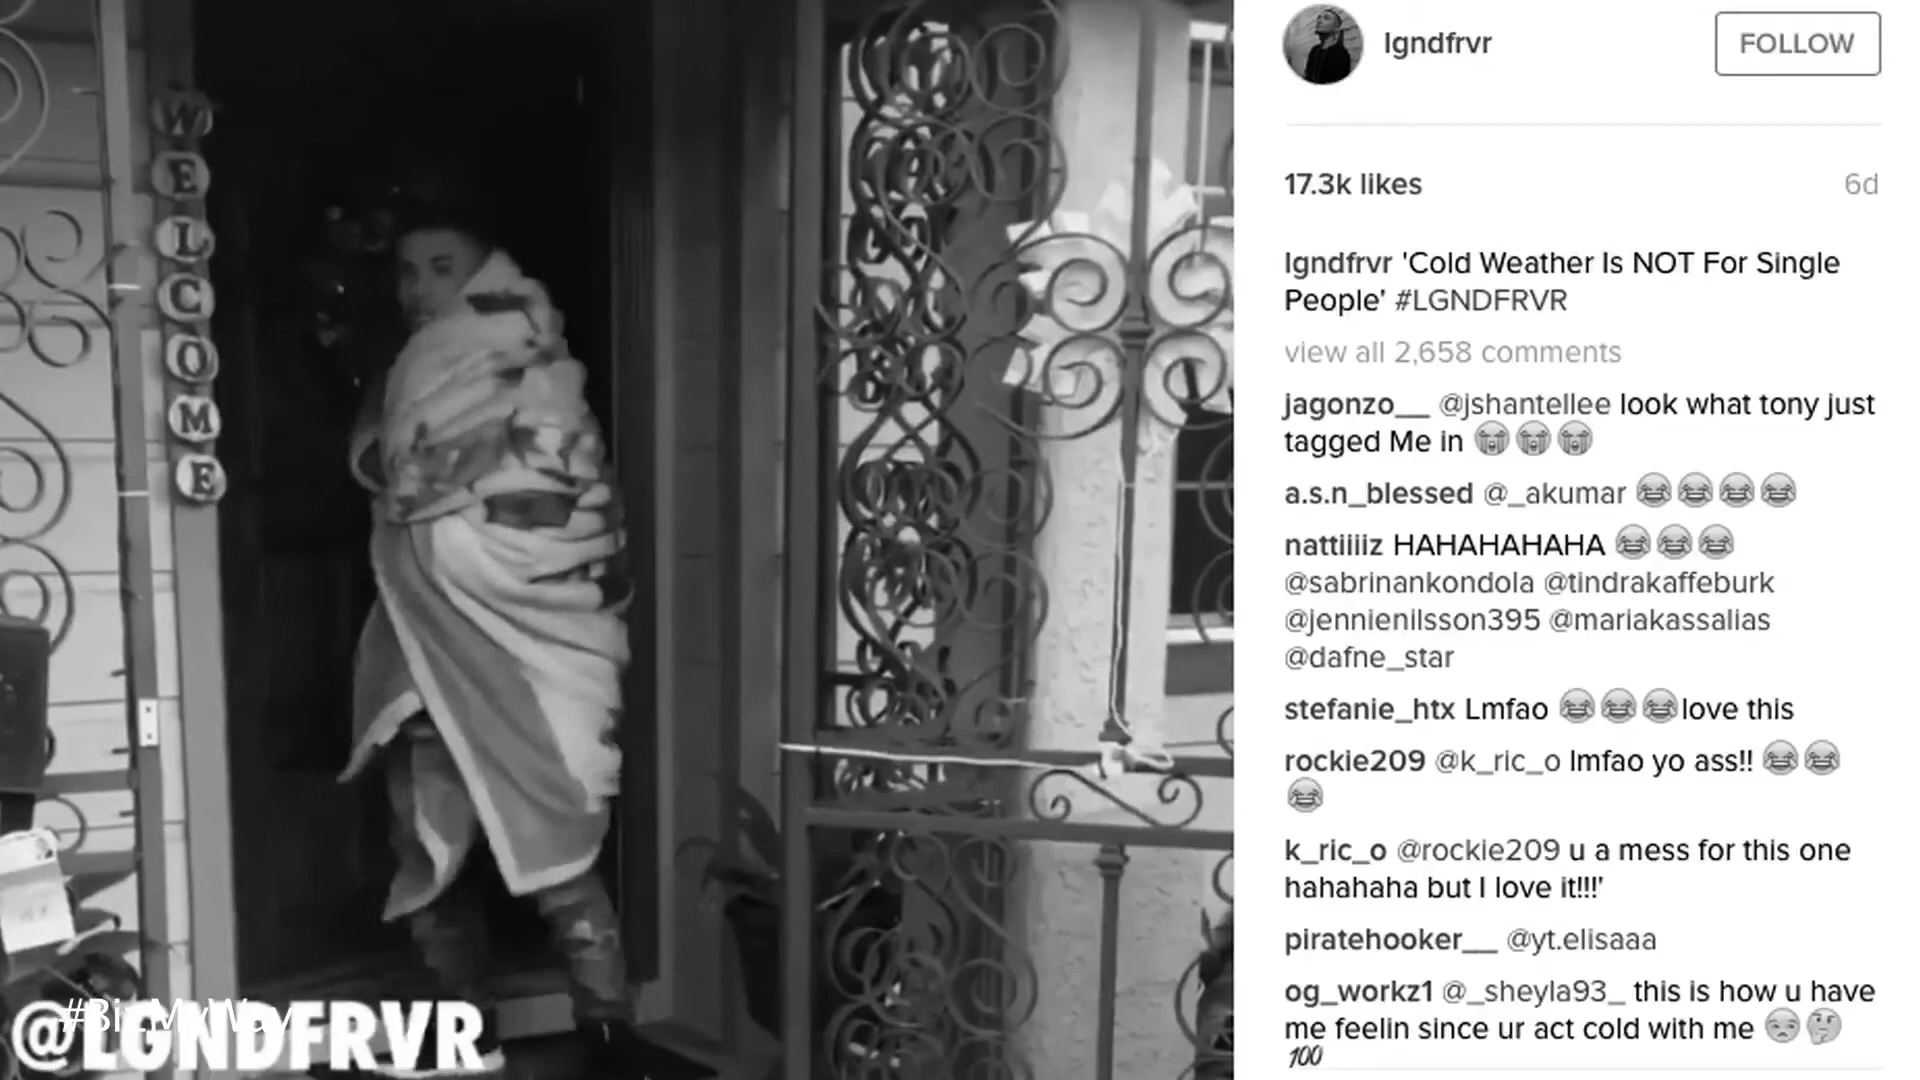 WELCOME
#BizMyWay
@LGNDFRVR
lgndfrvr
FOLLOW
17.3k likes
6d
lgndfrvr 'Cold Weather Is NOT For Single
People' #LGNDFRVR
view all 2,658 comments
jagonzo__ @jshantellee look what tony just
tagged Me in 😭😭😭
a.s.n_blessed @_akumar 😂😂😂😂
nattiiiiz HAHAHAHAHA 😂😂😂
@sabrinankondola @tindrakaffeburk
@jennienilsson395 @mariakassalias
@dafne_star
stefanie_htx Lmfao 😂😂😂love this
rockie209 @k_ric_o lmfao yo ass!! 😂😂
😂
k_ric_o @rockie209 u a mess for this one
hahahaha but I love it!!!'
piratehooker__ @yt.elisaaa
og_workz1 @_sheyla93_ this is how u have
me feelin since ur act cold with me 😒🤔
💯